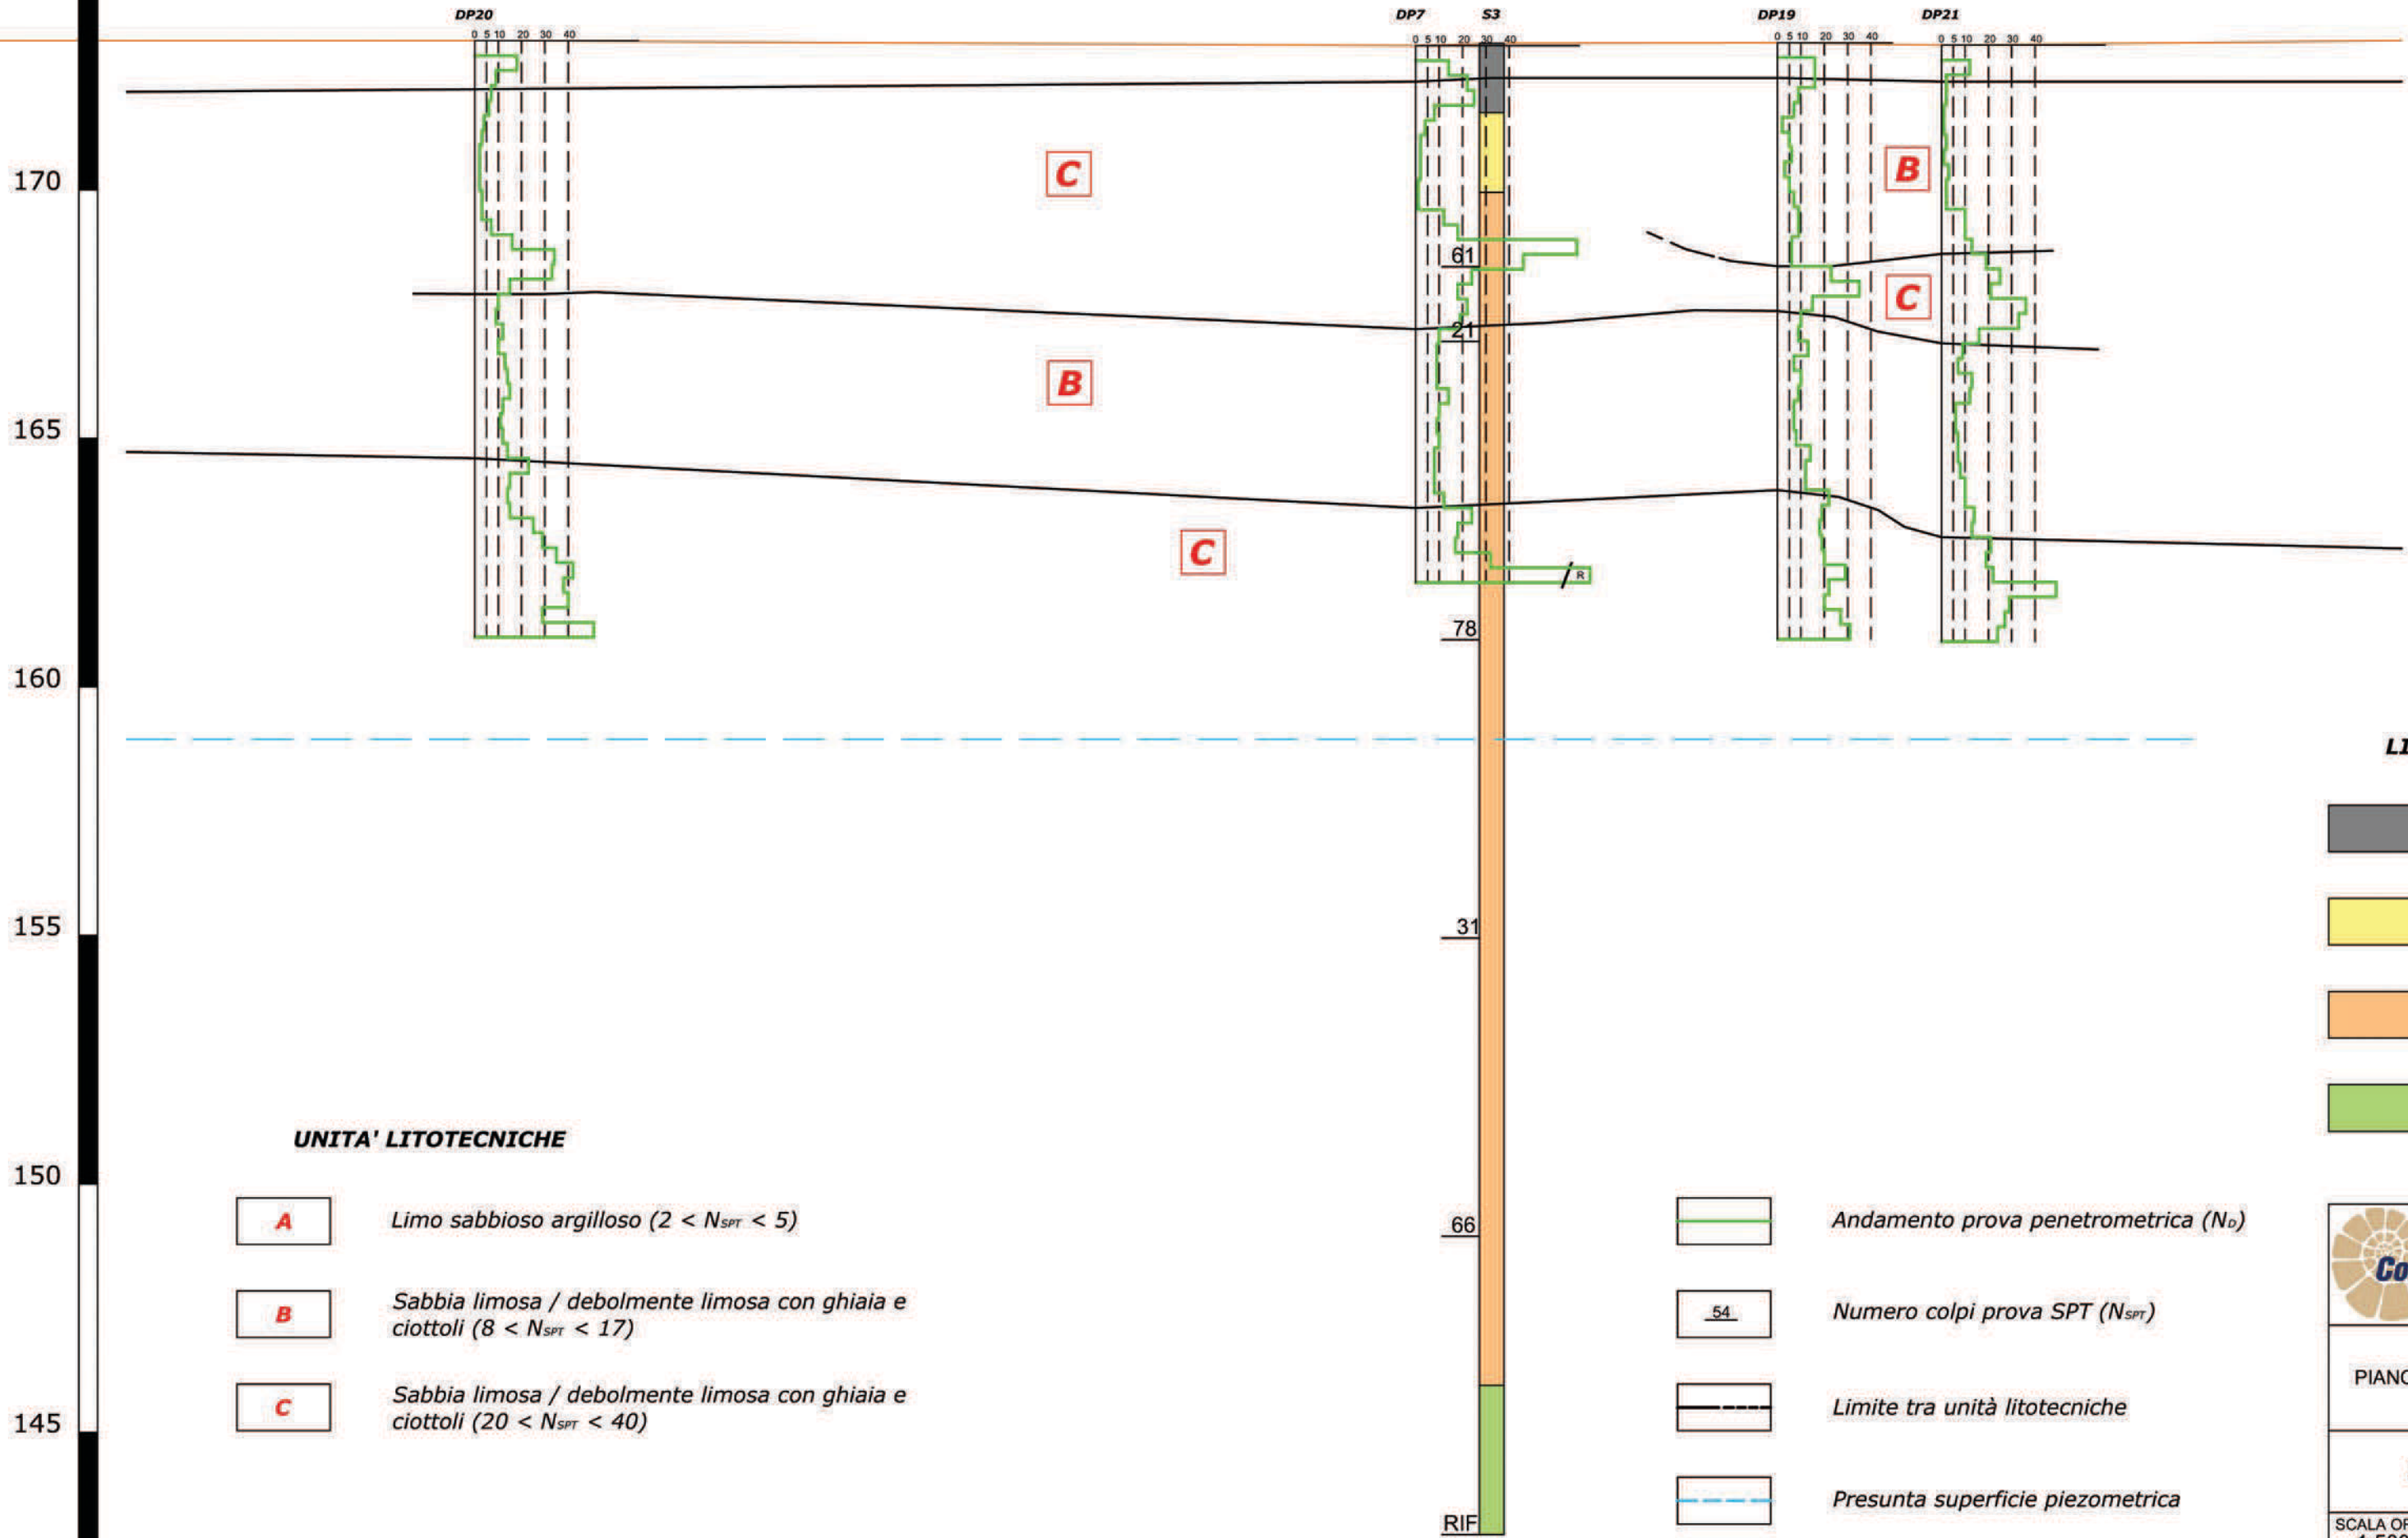 DP20 DP7 S3 DP19 DP21
0 5 10 20 30 40 0 5 10 20 30 40 0 5 10 20 30 40 0 5 10 20 30 40
170
C
B
61
C
21
165
B
C
R
78
160
LI
155
31
150
66
145
RIF
UNITA' LITOTECNICHE
A Limo sabbioso argilloso (2 < NSPT < 5)
B Sabbia limosa / debolmente limosa con ghiaia e
ciottoli (8 < NSPT < 17)
C Sabbia limosa / debolmente limosa con ghiaia e
ciottoli (20 < NSPT < 40)
Andamento prova penetrometrica (ND)
54 Numero colpi prova SPT (NSPT)
Limite tra unità litotecniche
Presunta superficie piezometrica
Co
PIANO